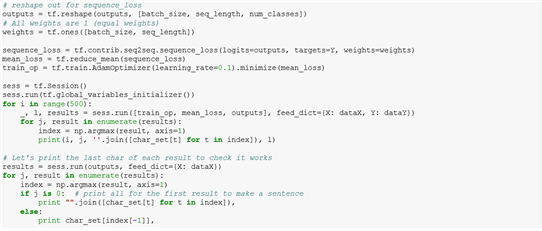 # reshape out for sequence_loss
outputs = tf.reshape(outputs, [batch_size, seq_length, num_classes])
# All weights are 1 (equal weights)
weights = tf.ones([batch_size, seq_length])

sequence_loss = tf.contrib.seq2seq.sequence_loss(logits=outputs, targets=Y, weights=weights)
mean_loss = tf.reduce_mean(sequence_loss)
train_op = tf.train.AdamOptimizer(learning_rate=0.1).minimize(mean_loss)

sess = tf.Session()
sess.run(tf.global_variables_initializer())
for i in range(500):
    _, l, results = sess.run([train_op, mean_loss, outputs], feed_dict={X: dataX, Y: dataY})
    for j, result in enumerate(results):
        index = np.argmax(result, axis=1)
        print(i, j, ''.join([char_set[t] for t in index]), l)

# Let's print the last char of each result to check it works
results = sess.run(outputs, feed_dict={X: dataX})
for j, result in enumerate(results):
    index = np.argmax(result, axis=1)
    if j is 0:  # print all for the first result to make a sentence
        print "".join([char_set[t] for t in index]),
    else:
        print char_set[index[-1]],